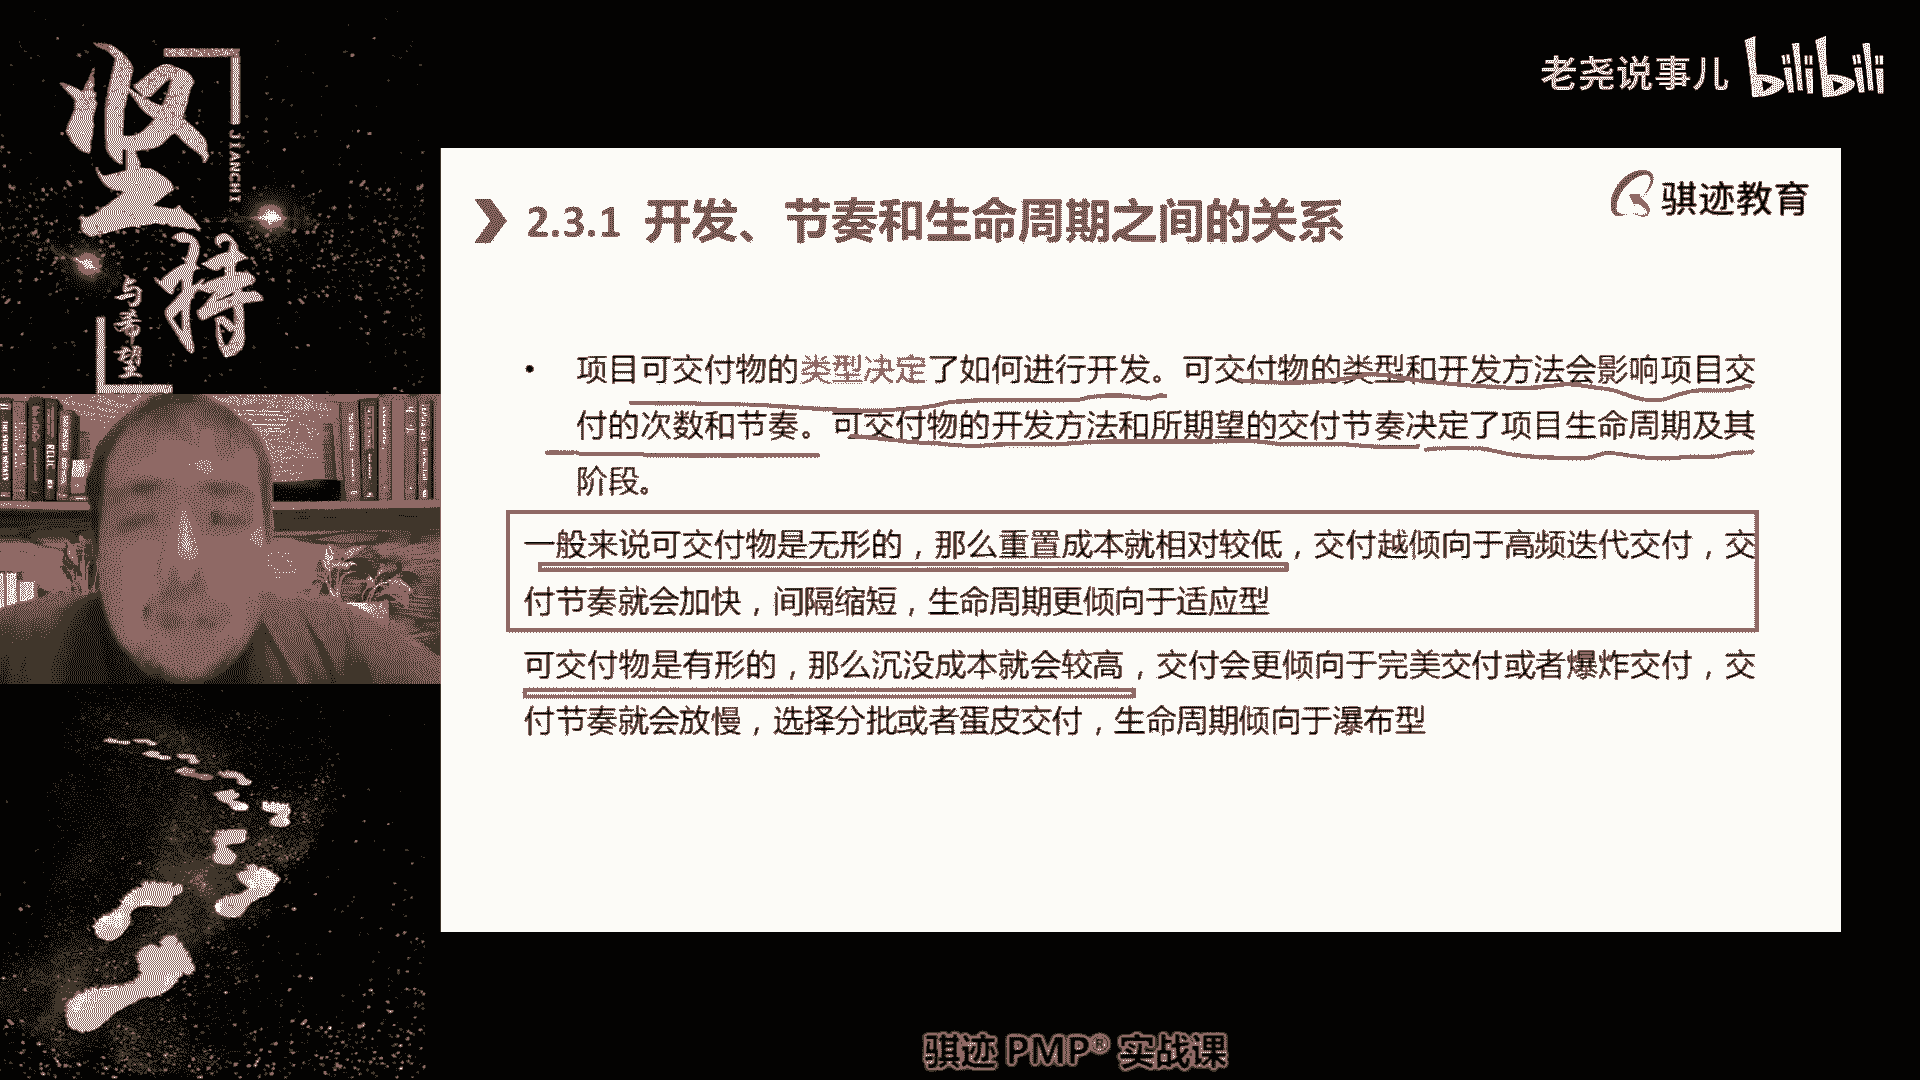 坚持
JIANCHI
与希望
老尧说事儿 bilibili
骐迹教育
2.3.1 开发、节奏和生命周期之间的关系
• 项目可交付物的类型决定了如何进行开发。可交付物的类型和开发方法会影响项目交
付的次数和节奏。可交付物的开发方法和所期望的交付节奏决定了项目生命周期及其
阶段。
一般来说可交付物是无形的，那么重置成本就相对较低，交付越倾向于高频迭代交付，交
付节奏就会加快，间隔缩短，生命周期更倾向于适应型
可交付物是有形的，那么沉没成本就会较高，交付会更倾向于完美交付或者爆炸交付，交
付节奏就会放慢，选择分批或者蛋皮交付，生命周期倾向于瀑布型
骐迹 PMP® 实战课